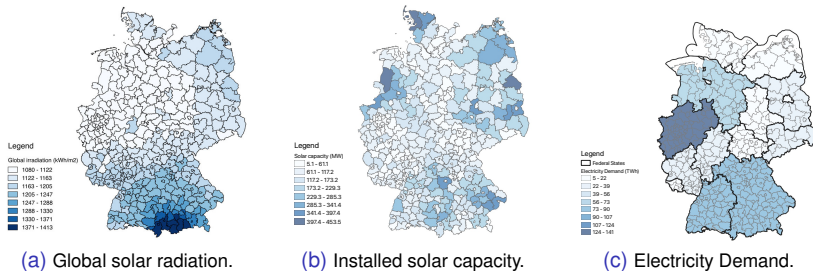 Legend
Global irradiation (kWh/m2)
1080 - 1122
1122 - 1163
1163 - 1205
1205 - 1247
1247 - 1288
1288 - 1330
1330 - 1371
1371 - 1413
(a) Global solar radiation.
Legend
Solar capacity (MW)
5.1 - 61.1
61.1 - 117.2
117.2 - 173.2
173.2 - 229.3
229.3 - 285.3
285.3 - 341.4
341.4 - 397.4
397.4 - 453.5
(b) Installed solar capacity.
Legend
Federal States
Electricity Demand (TWh)
5 - 22
22 - 39
39 - 56
56 - 73
73 - 90
90 - 107
107 - 124
124 - 141
(c) Electricity Demand.